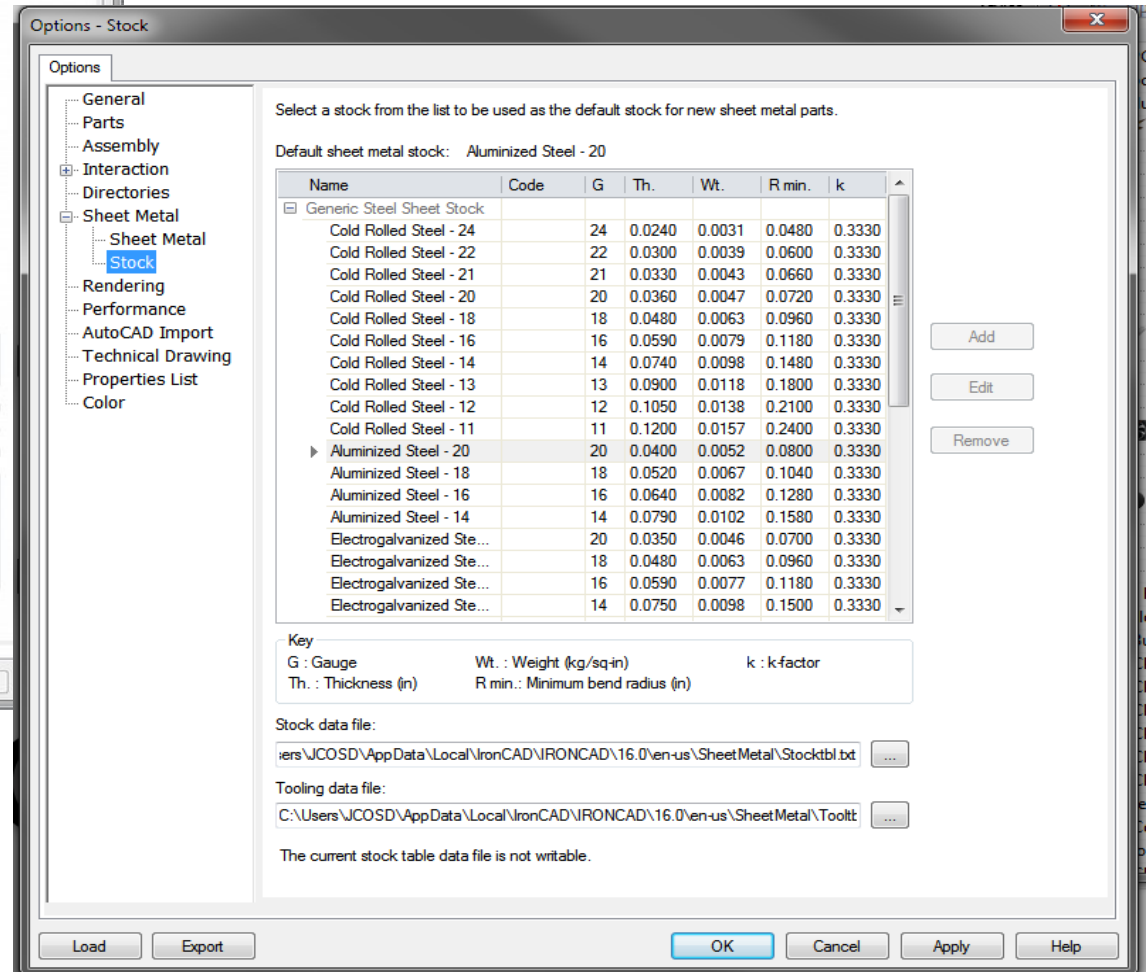 Options - Stock
Options
General
Parts
Assembly
Interaction
Directories
Sheet Metal
Sheet Metal
Stock
Rendering
Performance
AutoCAD Import
Technical Drawing
Properties List
Color
Select a stock from the list to be used as the default stock for new sheet metal parts.
Default sheet metal stock: Aluminized Steel - 20
Name Code G Th. Wt. R min. k
Generic Steel Sheet Stock
Cold Rolled Steel - 24 24 0.0240 0.0031 0.0480 0.3330
Cold Rolled Steel - 22 22 0.0300 0.0039 0.0600 0.3330
Cold Rolled Steel - 21 21 0.0330 0.0043 0.0660 0.3330
Cold Rolled Steel - 20 20 0.0360 0.0047 0.0720 0.3330
Cold Rolled Steel - 18 18 0.0480 0.0063 0.0960 0.3330
Cold Rolled Steel - 16 16 0.0590 0.0079 0.1180 0.3330
Cold Rolled Steel - 14 14 0.0740 0.0098 0.1480 0.3330
Cold Rolled Steel - 13 13 0.0900 0.0118 0.1800 0.3330
Cold Rolled Steel - 12 12 0.1050 0.0138 0.2100 0.3330
Cold Rolled Steel - 11 11 0.1200 0.0157 0.2400 0.3330
Aluminized Steel - 20 20 0.0400 0.0052 0.0800 0.3330
Aluminized Steel - 18 18 0.0520 0.0067 0.1040 0.3330
Aluminized Steel - 16 16 0.0640 0.0082 0.1280 0.3330
Aluminized Steel - 14 14 0.0790 0.0102 0.1580 0.3330
Electrogalvanized Ste... 20 0.0350 0.0046 0.0700 0.3330
Electrogalvanized Ste... 18 0.0480 0.0063 0.0960 0.3330
Electrogalvanized Ste... 16 0.0590 0.0077 0.1180 0.3330
Electrogalvanized Ste... 14 0.0750 0.0098 0.1500 0.3330
Add
Edit
Remove
Key
G : Gauge Wt. : Weight (kg/sq-in) k : k-factor
Th. : Thickness (in) R min.: Minimum bend radius (in)
Stock data file:
sers\JCOSD\AppData\Local\IronCAD\IRONCAD\16.0\en-us\SheetMetal\Stocktbl.txt ...
Tooling data file:
C:\Users\JCOSD\AppData\Local\IronCAD\IRONCAD\16.0\en-us\SheetMetal\Tooltb ...
The current stock table data file is not writable.
Load Export OK Cancel Apply Help